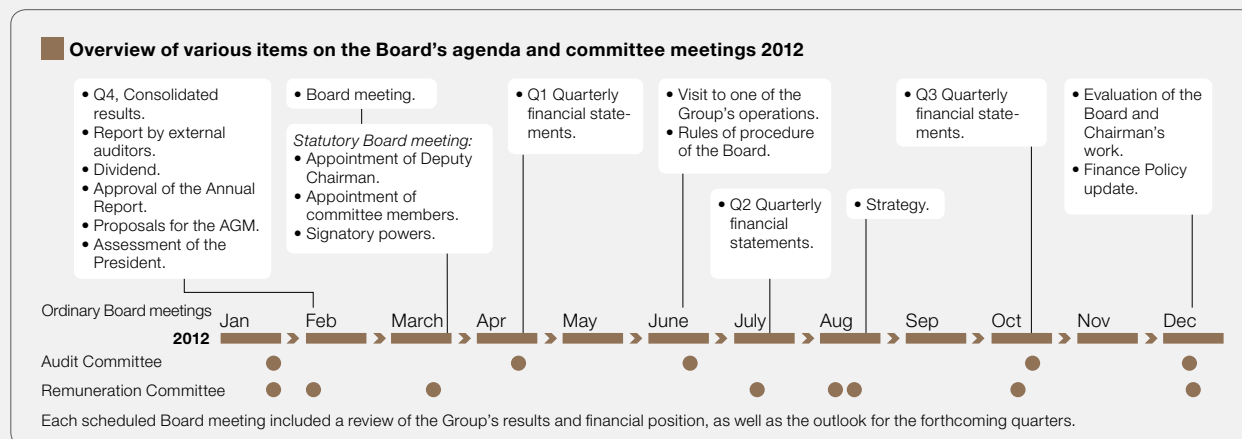 Overview of various items on the Board's agenda and committee meetings 2012
• Q4, Consolidated
results.
• Report by external
auditors.
• Dividend.
• Approval of the Annual
Report.
• Proposals for the AGM.
• Assessment of the
President.
• Board meeting.
Statutory Board meeting:
• Appointment of Deputy
Chairman.
• Appointment of
committee members.
• Signatory powers.
• Q1 Quarterly
financial state-
ments.
• Visit to one of the
Group's operations.
• Rules of procedure
of the Board.
• Q2 Quarterly
financial
statements.
• Strategy.
• Q3 Quarterly
financial state-
ments.
• Evaluation of the
Board and
Chairman's
work.
• Finance Policy
update.
Ordinary Board meetings
Jan Feb March Apr May June July Aug Sep Oct Nov Dec
2012
Audit Committee
Remuneration Committee
Each scheduled Board meeting included a review of the Group's results and financial position, as well as the outlook for the forthcoming quarters.